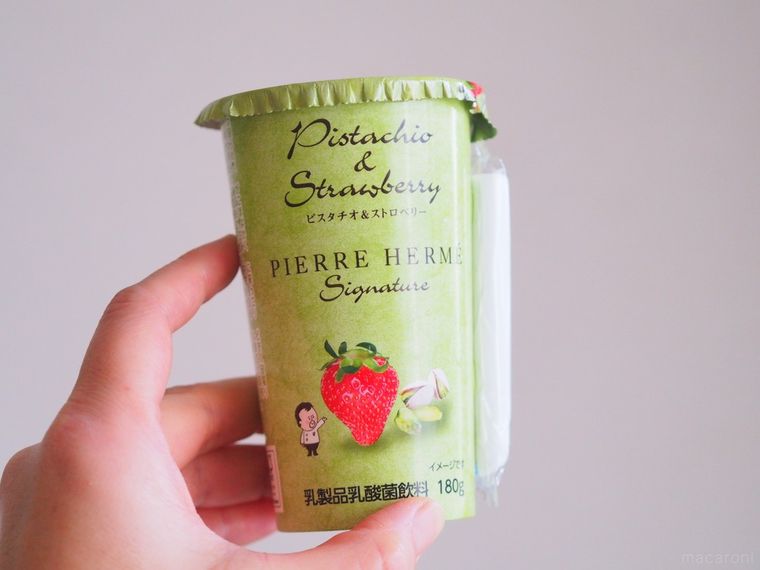 Pistachio
&
Strawberry
ピスタチオ&ストロベリー
PIERRE HERMÉ
Signature
イメージです
乳製品乳酸菌飲料 180g
macaroni